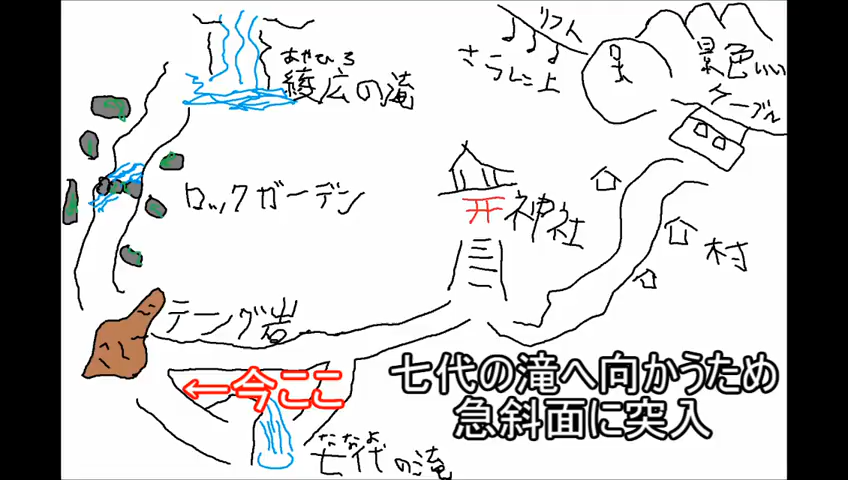 リフト
さらに上
景色いい
ケーブル
あやひろ
綾広の滝
ロックガーデン
神社
村
テング岩
←今ここ
七代の滝へ向かうため
急斜面に突入
ななよ
七代の滝